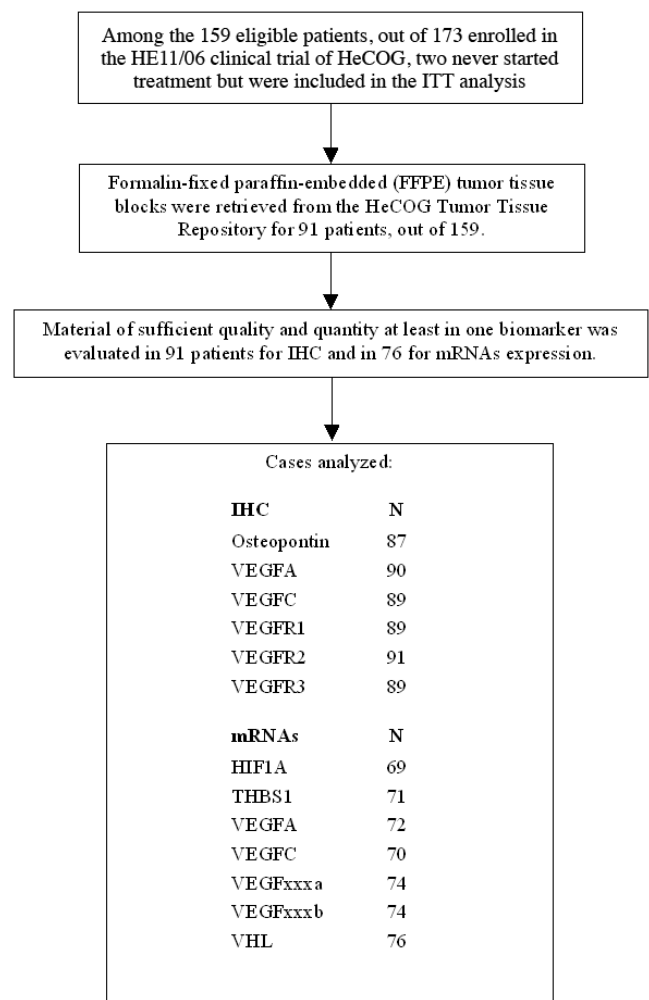 Among the 159 eligible patients, out of 173 enrolled in
the HE11/06 clinical trial of HeCOG, two never started
treatment but were included in the ITT analysis
Formalin-fixed paraffin-embedded (FFPE) tumor tissue
blocks were retrieved from the HeCOG Tumor Tissue
Repository for 91 patients, out of 159.
Material of sufficient quality and quantity at least in one biomarker was
evaluated in 91 patients for IHC and in 76 for mRNAs expression.
Cases analyzed:
IHC N
Osteopontin 87
VEGFA 90
VEGFC 89
VEGFR1 89
VEGFR2 91
VEGFR3 89
mRNAs N
HIF1A 69
THBS1 71
VEGFA 72
VEGFC 70
VEGFxxxa 74
VEGFxxxb 74
VHL 76